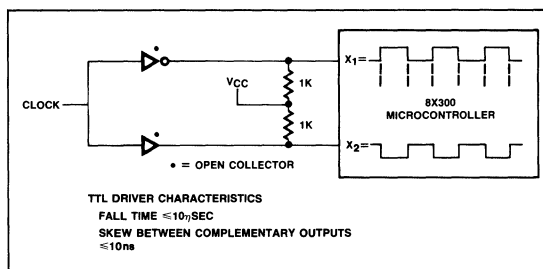 X1=
1K
VCC
8X300
MICROCONTROLLER
CLOCK
1K
X2=
• = OPEN COLLECTOR
TTL DRIVER CHARACTERISTICS
FALL TIME ≤10ηSEC
SKEW BETWEEN COMPLEMENTARY OUTPUTS
≤10ns